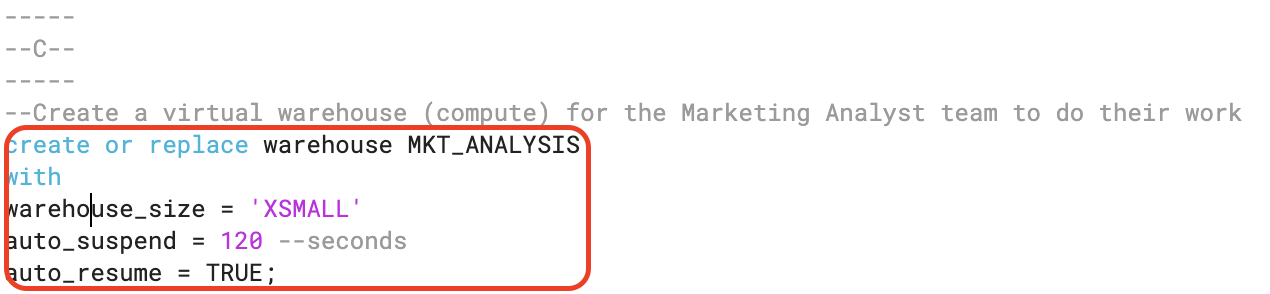 -----
--C--
-----
--Create a virtual warehouse (compute) for the Marketing Analyst team to do their work
create or replace warehouse MKT_ANALYSIS
with
warehouse_size = 'XSMALL'
auto_suspend = 120 --seconds
auto_resume = TRUE;